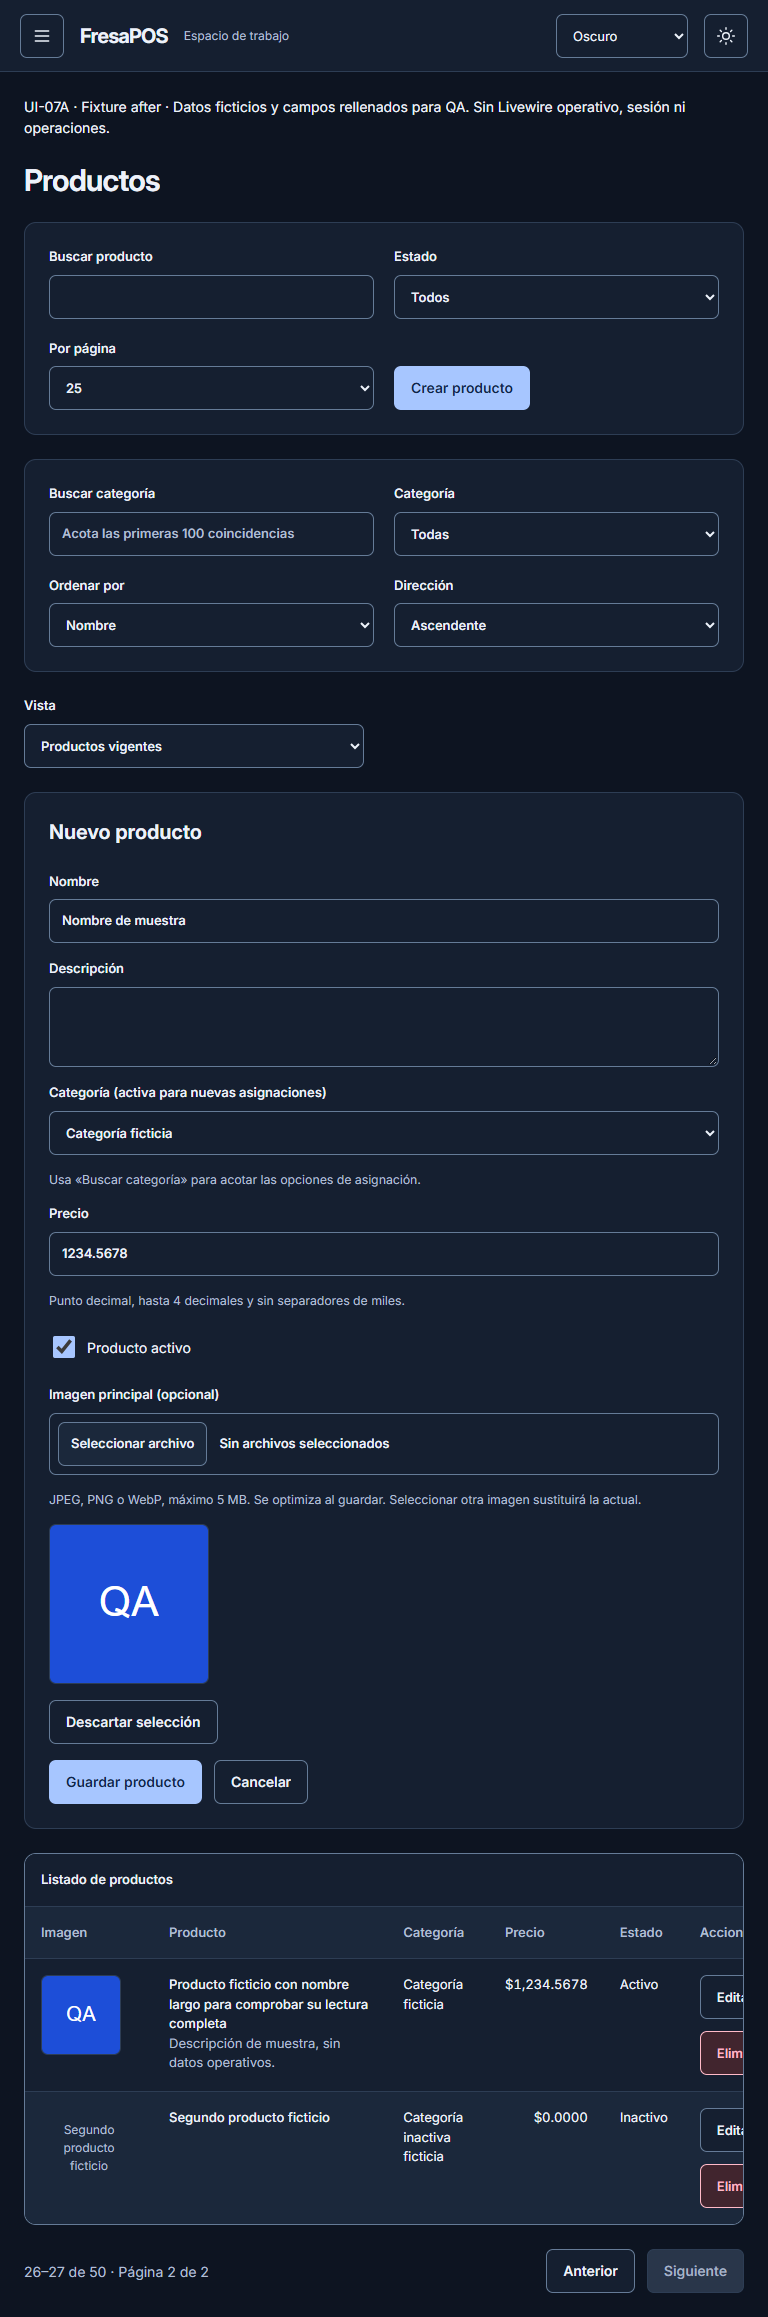 FresaPOS
Espacio de trabajo
Oscuro
UI-07A · Fixture after · Datos ficticios y campos rellenados para QA. Sin Livewire operativo, sesión ni
operaciones.
Productos
Buscar producto
Estado
Todos
Por página
25
Crear producto
Buscar categoría
Categoría
Acota las primeras 100 coincidencias
Todas
Ordenar por
Dirección
Nombre
Ascendente
Vista
Productos vigentes
Nuevo producto
Nombre
Nombre de muestra
Descripción
Categoría (activa para nuevas asignaciones)
Categoría ficticia
Usa «Buscar categoría» para acotar las opciones de asignación.
Precio
1234.5678
Punto decimal, hasta 4 decimales y sin separadores de miles.
Producto activo
Imagen principal (opcional)
Seleccionar archivo Sin archivos seleccionados
JPEG, PNG o WebP, máximo 5 MB. Se optimiza al guardar. Seleccionar otra imagen sustituirá la actual.
QA
Descartar selección
Guardar producto
Cancelar
Listado de productos
Imagen Producto Categoría Precio Estado Accion
QA
Producto ficticio con nombre
largo para comprobar su lectura
completa
Descripción de muestra, sin
datos operativos.
Categoría
ficticia
$1,234.5678
Activo
Edita
Elim
Segundo
producto
ficticio
Segundo producto ficticio
Categoría
inactiva
ficticia
$0.0000
Inactivo
Edita
Elim
26–27 de 50 · Página 2 de 2
Anterior
Siguiente